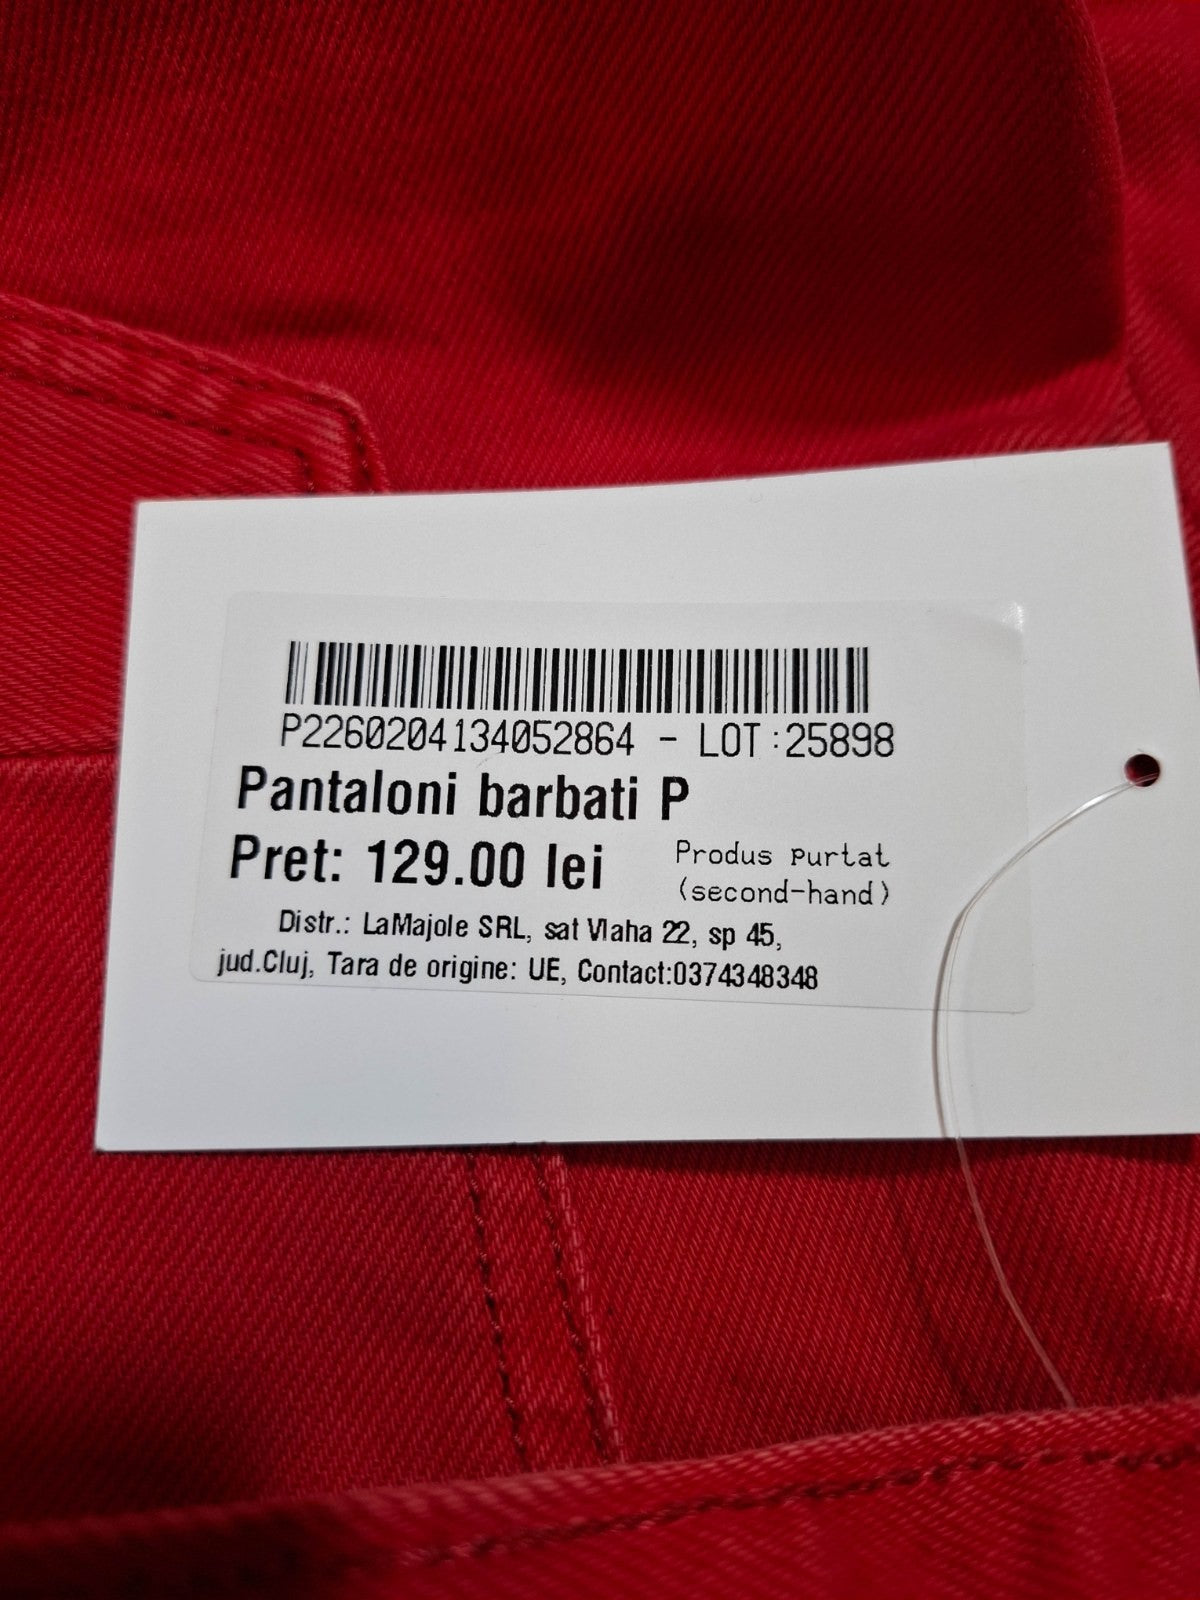 P2260204134052864 - LOT:25898
Pantaloni barbati P
Pret: 129.00 lei
Produs purtat
(second-hand)
Distr.: LaMajole SRL, sat Vlaha 22, sp 45,
jud.Cluj, Tara de origine: UE, Contact:0374348348